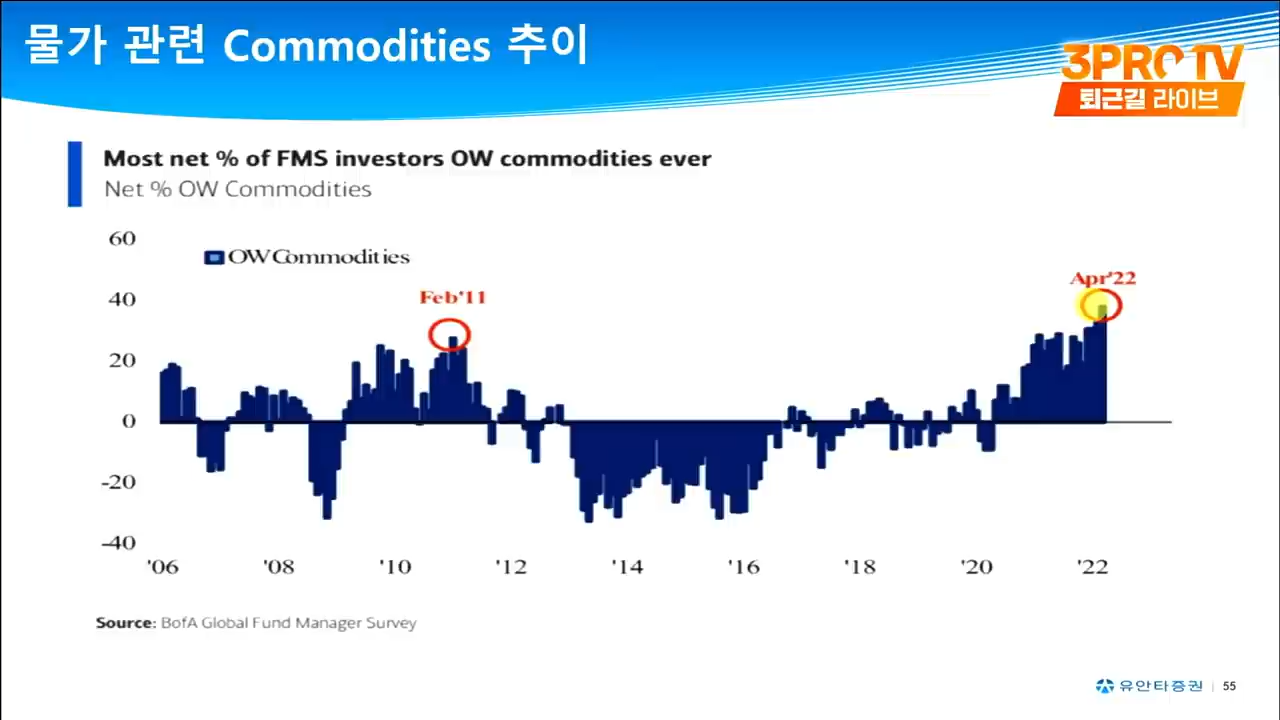 물가 관련 Commodities 추이
3PRO TV
퇴근길 라이브
Most net % of FMS investors OW commodities ever
Net % OW Commodities
60
OW Commodities
Apr'22
Feb'11
40
20
0
-20
-40
'06 '08 '10 '12 '14 '16 '18 '20 '22
Source: BofA Global Fund Manager Survey
유안타증권 | 55